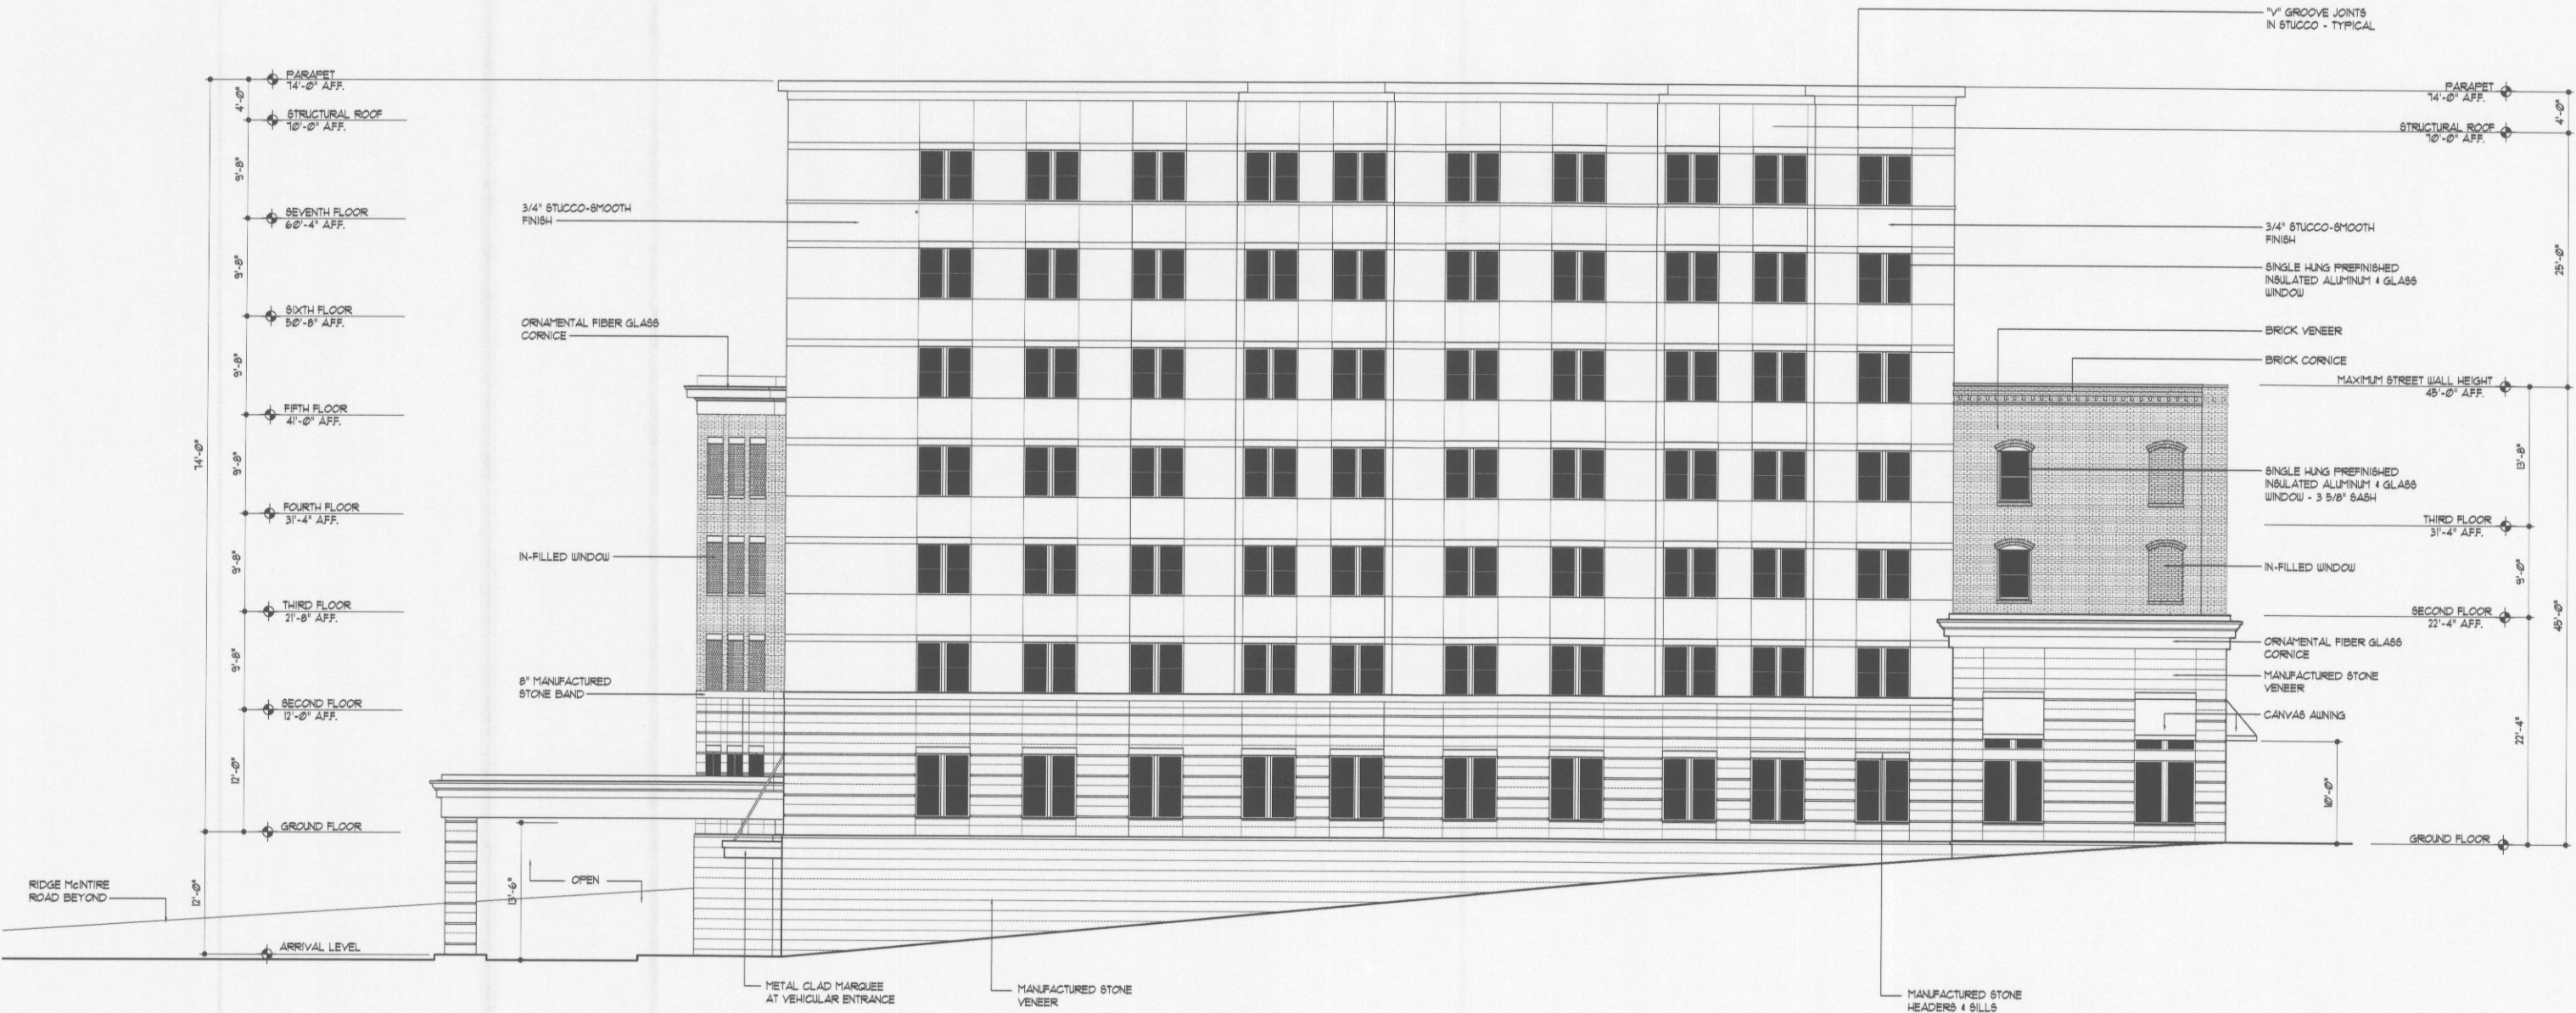 "V" GROOVE JOINTS
IN STUCCO - TYPICAL
PARAPET
74'-0" AFF.
4'-0"
STRUCTURAL ROOF
70'-0" AFF.
9'-8"
SEVENTH FLOOR
60'-4" AFF.
9'-8"
SIXTH FLOOR
50'-8" AFF.
9'-8"
FIFTH FLOOR
41'-0" AFF.
74'-0"
9'-8"
FOURTH FLOOR
31'-4" AFF.
9'-8"
THIRD FLOOR
21'-8" AFF.
9'-8"
SECOND FLOOR
12'-0" AFF.
12'-0"
GROUND FLOOR
12'-0"
ARRIVAL LEVEL
RIDGE McINTIRE
ROAD BEYOND
3/4" STUCCO-SMOOTH
FINISH
ORNAMENTAL FIBER GLASS
CORNICE
IN-FILLED WINDOW
8" MANUFACTURED
STONE BAND
OPEN
13'-6"
METAL CLAD MARQUEE
AT VEHICULAR ENTRANCE
MANUFACTURED STONE
VENEER
MANUFACTURED STONE
HEADERS & SILLS
PARAPET
74'-0" AFF.
4'-0"
STRUCTURAL ROOF
70'-0" AFF.
3/4" STUCCO-SMOOTH
FINISH
25'-0"
SINGLE HUNG PREFINISHED
INSULATED ALUMINUM & GLASS
WINDOW
BRICK VENEER
BRICK CORNICE
MAXIMUM STREET WALL HEIGHT
45'-0" AFF.
13'-8"
SINGLE HUNG PREFINISHED
INSULATED ALUMINUM & GLASS
WINDOW - 3 5/8" SASH
THIRD FLOOR
31'-4" AFF.
9'-0"
IN-FILLED WINDOW
SECOND FLOOR
22'-4" AFF.
45'-0"
ORNAMENTAL FIBER GLASS
CORNICE
MANUFACTURED STONE
VENEER
CANVAS AWNING
22'-4"
10'-0"
GROUND FLOOR